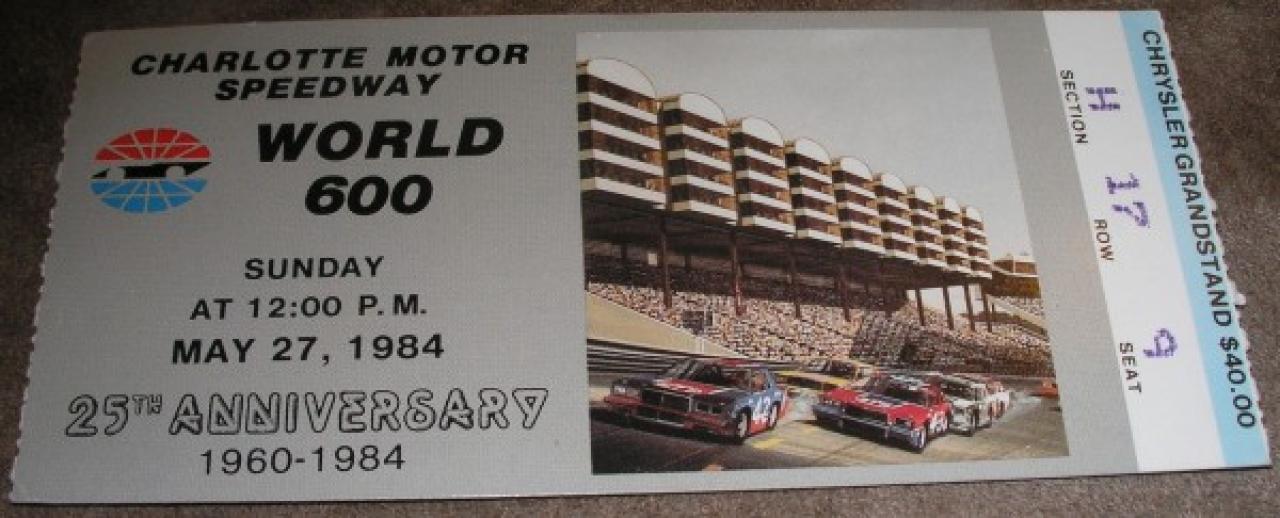 CHARLOTTE MOTOR
SPEEDWAY
WORLD
600
SUNDAY
AT 12:00 P.M.
MAY 27, 1984
25TH ANNIVERSARY
1960-1984
H 17 9
SECTION ROW SEAT
CHRYSLER GRANDSTAND $40.00